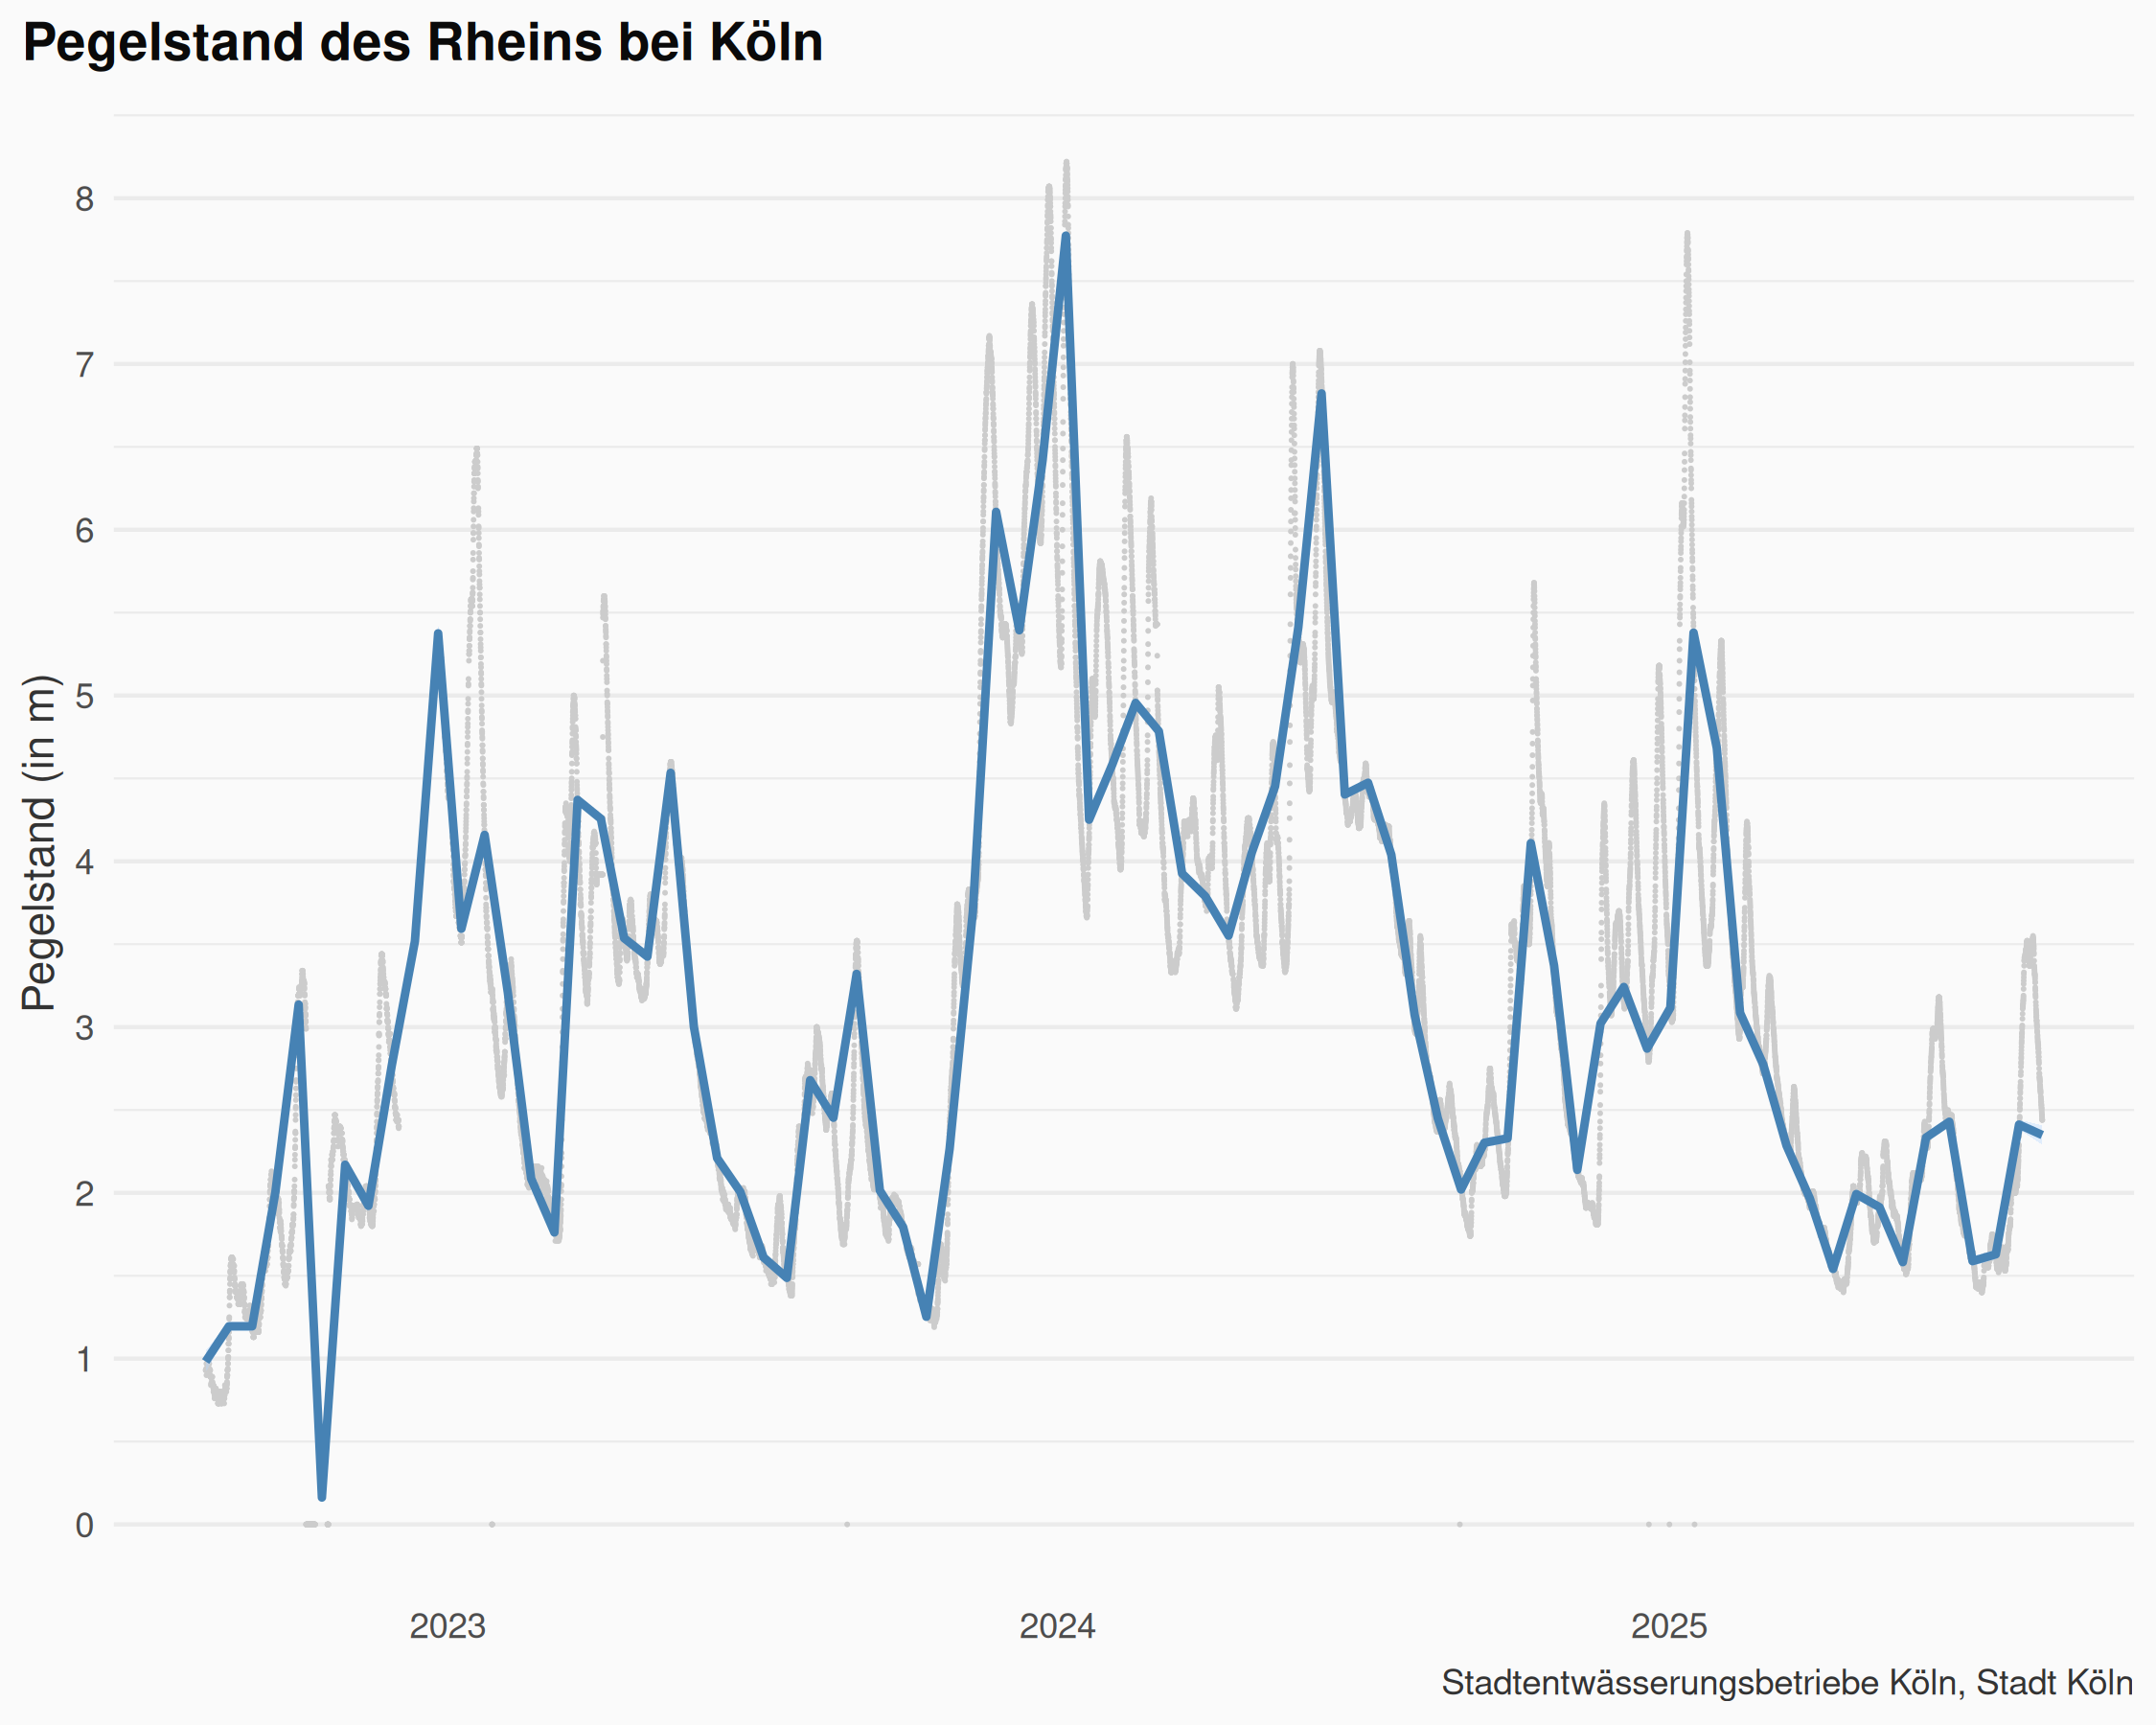 Pegelstand des Rheins bei Köln
Pegelstand (in m)
8
7
6
5
4
3
2
1
0
2023 2024 2025
Stadtentwässerungsbetriebe Köln, Stadt Köln